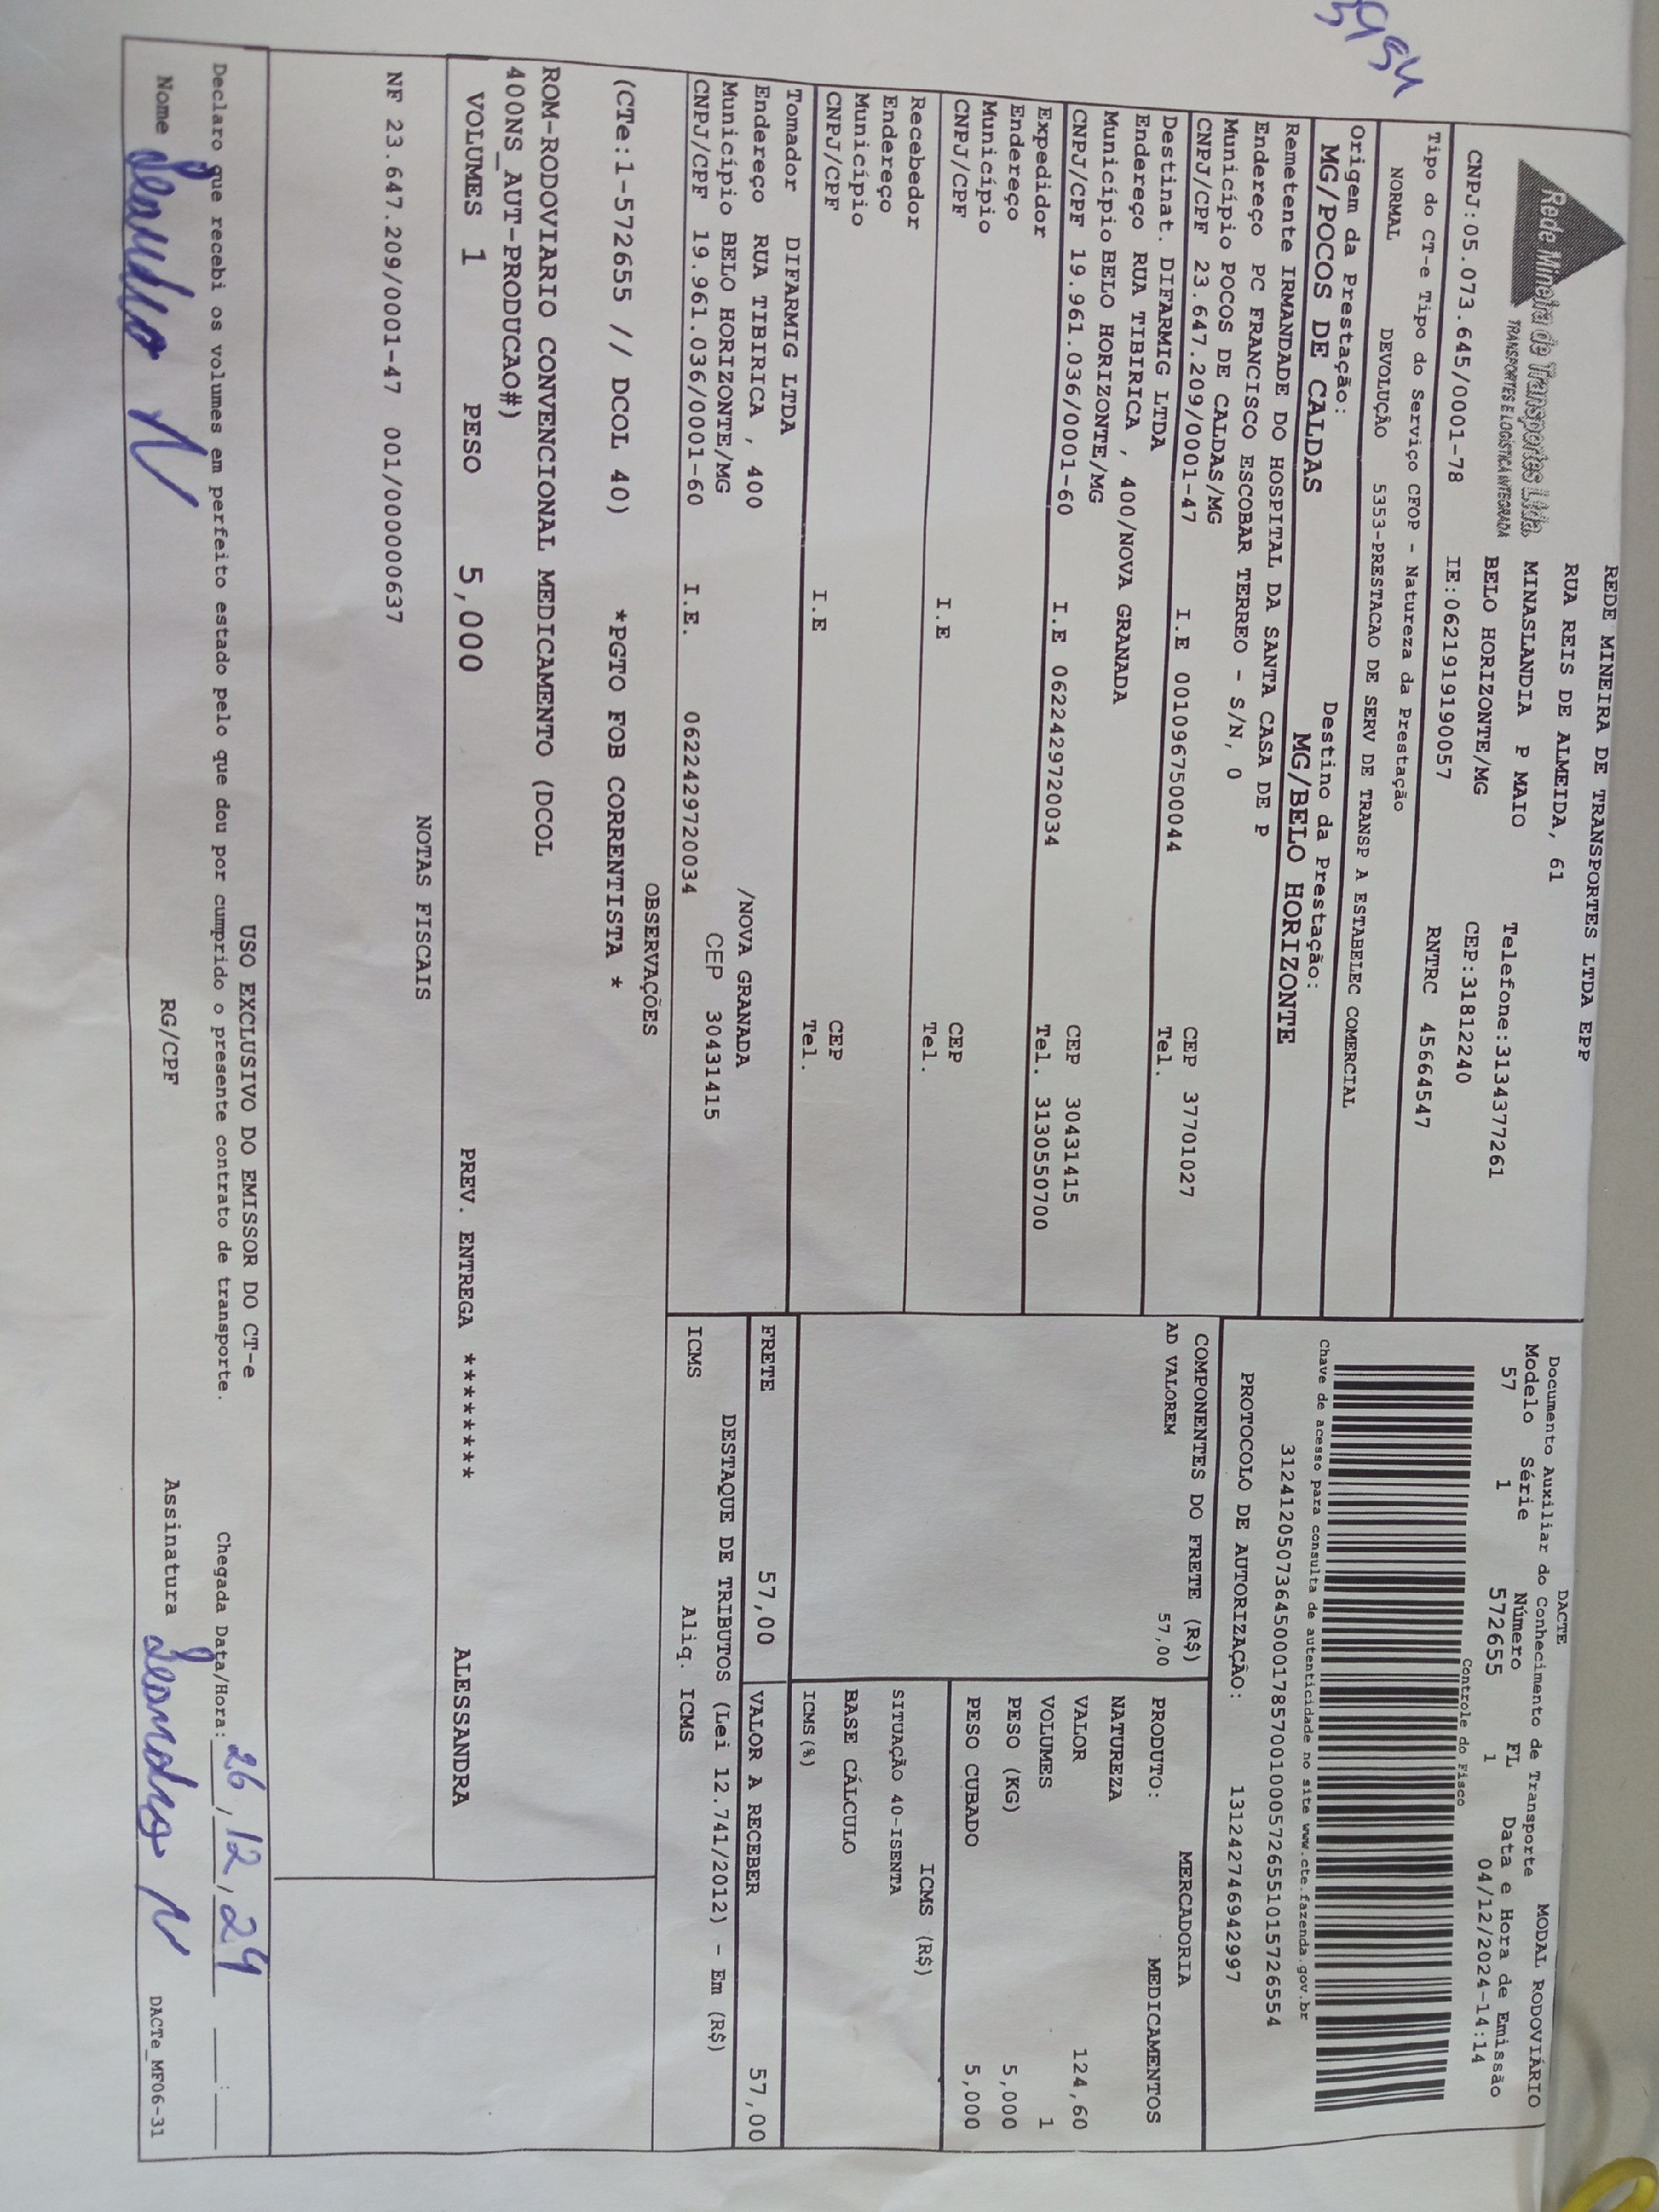 5954
Rede Mineira de Transportes Ltda.
TRANSPORTES E LOGÍSTICA INTEGRADA
REDE MINEIRA DE TRANSPORTES LTDA EPP
RUA REIS DE ALMEIDA, 61
MINASLANDIA P MAIO Telefone:3134377261
BELO HORIZONTE/MG CEP:31812240
CNPJ:05.073.645/0001-78 IE:0621919190057 RNTRC 45664547
Tipo do CT-e Tipo do Serviço CFOP - Natureza da Prestação
NORMAL DEVOLUÇÃO 5353-PRESTACAO DE SERV DE TRANSP A ESTABELEC COMERCIAL
Origem da Prestação: Destino da Prestação:
MG/POCOS DE CALDAS MG/BELO HORIZONTE
Remetente IRMANDADE DO HOSPITAL DA SANTA CASA DE P
Endereço PC FRANCISCO ESCOBAR TERREO - S/N, 0
Município POCOS DE CALDAS/MG CEP 37701027
CNPJ/CPF 23.647.209/0001-47 I.E 0010967500044 Tel.
Destinat. DIFARMIG LTDA
Endereço RUA TIBIRICA , 400/NOVA GRANADA
Município BELO HORIZONTE/MG CEP 30431415
CNPJ/CPF 19.961.036/0001-60 I.E 0622429720034 Tel. 3130550700
Expedidor
Endereço
Município CEP
CNPJ/CPF I.E Tel.
Recebedor
Endereço
Município CEP
CNPJ/CPF I.E Tel.
Tomador DIFARMIG LTDA
Endereço RUA TIBIRICA , 400 /NOVA GRANADA
Município BELO HORIZONTE/MG CEP 30431415
CNPJ/CPF 19.961.036/0001-60 I.E. 0622429720034
DACTE MODAL RODOVIÁRIO
Documento Auxiliar do Conhecimento de Transporte
Modelo Série Número FL Data e Hora de Emissão
57 1 572655 1 04/12/2024-14:14
Controle do Fisco
Chave de acesso para consulta de autenticidade no site www.cte.fazenda.gov.br
31241205073645000178570010005726551015726554
PROTOCOLO DE AUTORIZAÇÃO: 131242746942997
COMPONENTES DO FRETE (R$)
AD VALOREM 57,00
MERCADORIA
PRODUTO: MEDICAMENTOS
NATUREZA
VALOR 124,60
VOLUMES 1
PESO (KG) 5,000
PESO CUBADO 5,000
ICMS (R$)
SITUAÇÃO 40-ISENTA
BASE CÁLCULO
ICMS(%)
FRETE 57,00 VALOR A RECEBER 57,00
DESTAQUE DE TRIBUTOS (Lei 12.741/2012) - Em (R$)
ICMS Aliq. ICMS
OBSERVAÇÕES
(CTe:1-572655 // DCOL 40) *PGTO FOB CORRENTISTA *
ROM-RODOVIARIO CONVENCIONAL MEDICAMENTO (DCOL
400NS_AUT-PRODUCAO#)
VOLUMES 1 PESO 5,000 PREV. ENTREGA ******** ALESSANDRA
NOTAS FISCAIS
NF 23.647.209/0001-47 001/000000637
USO EXCLUSIVO DO EMISSOR DO CT-e
Declaro que recebi os volumes em perfeito estado pelo que dou por cumprido o presente contrato de transporte. Chegada Data/Hora: 26,12,24 __:__
Nome Leandro N RG/CPF Assinatura Leandro N DACTe_MF06-31